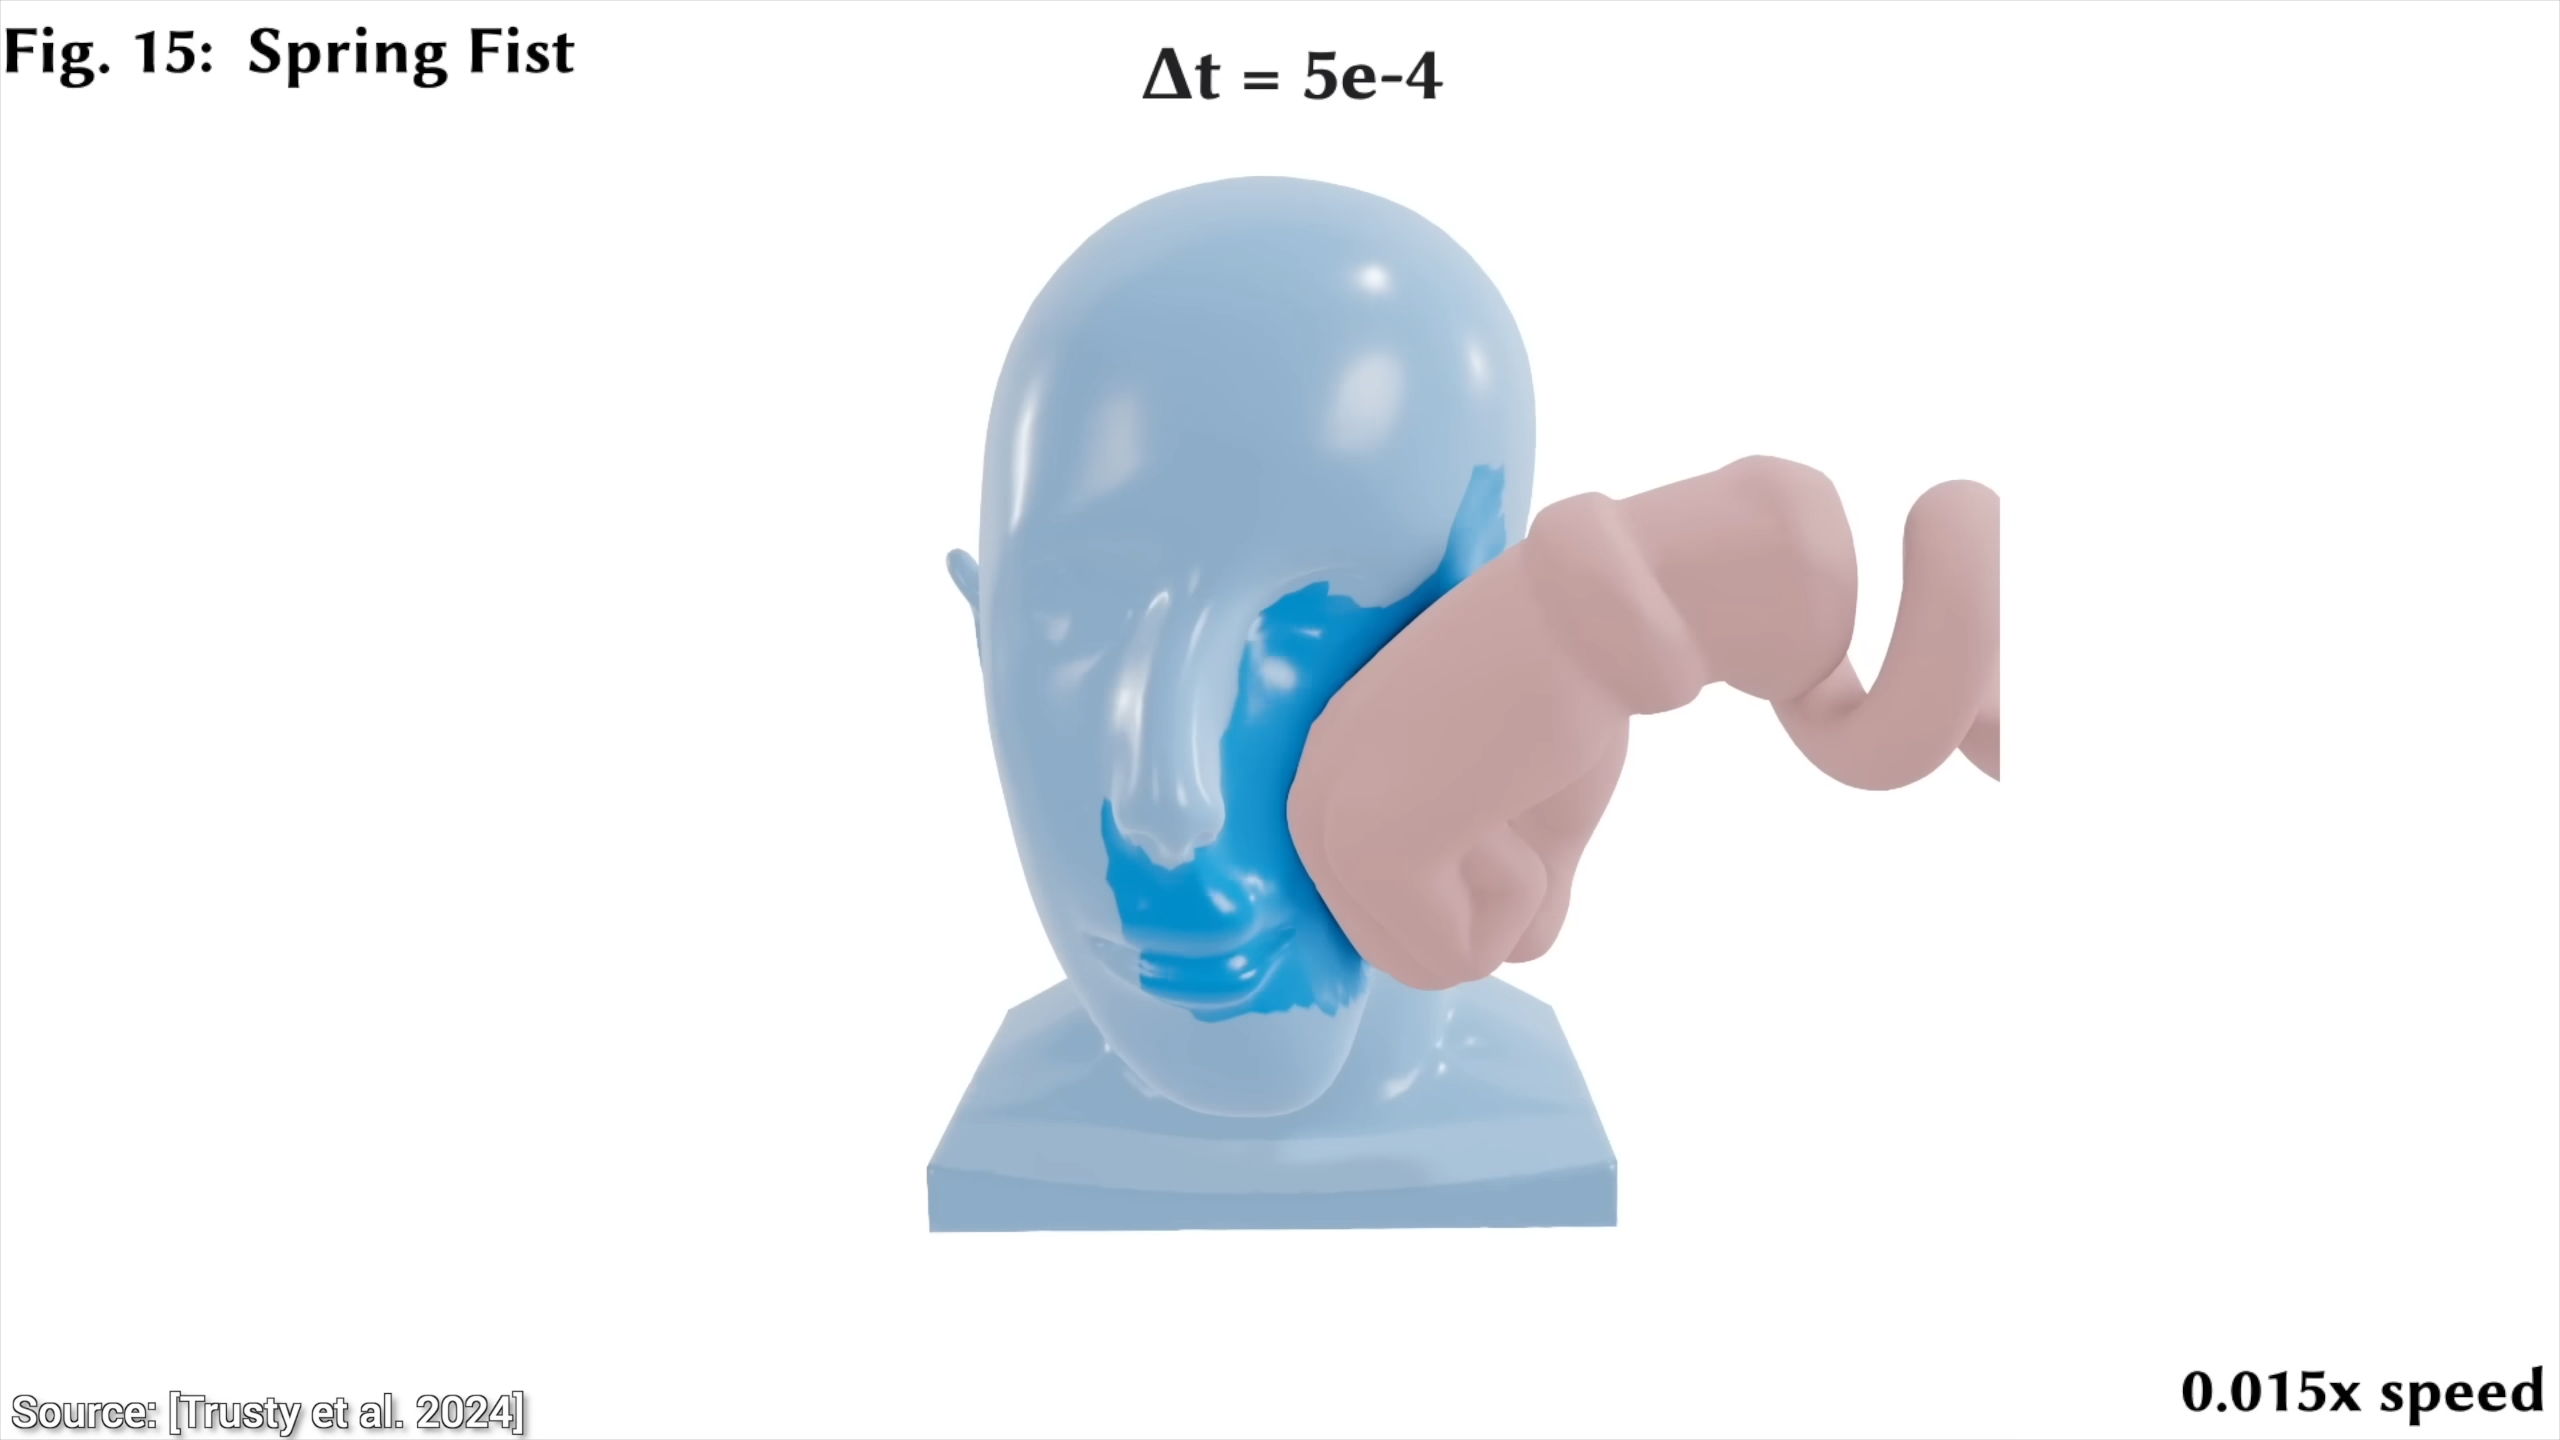 Fig. 15: Spring Fist
Δt = 5e-4
Source: [Trusty et al. 2024]
0.015x speed